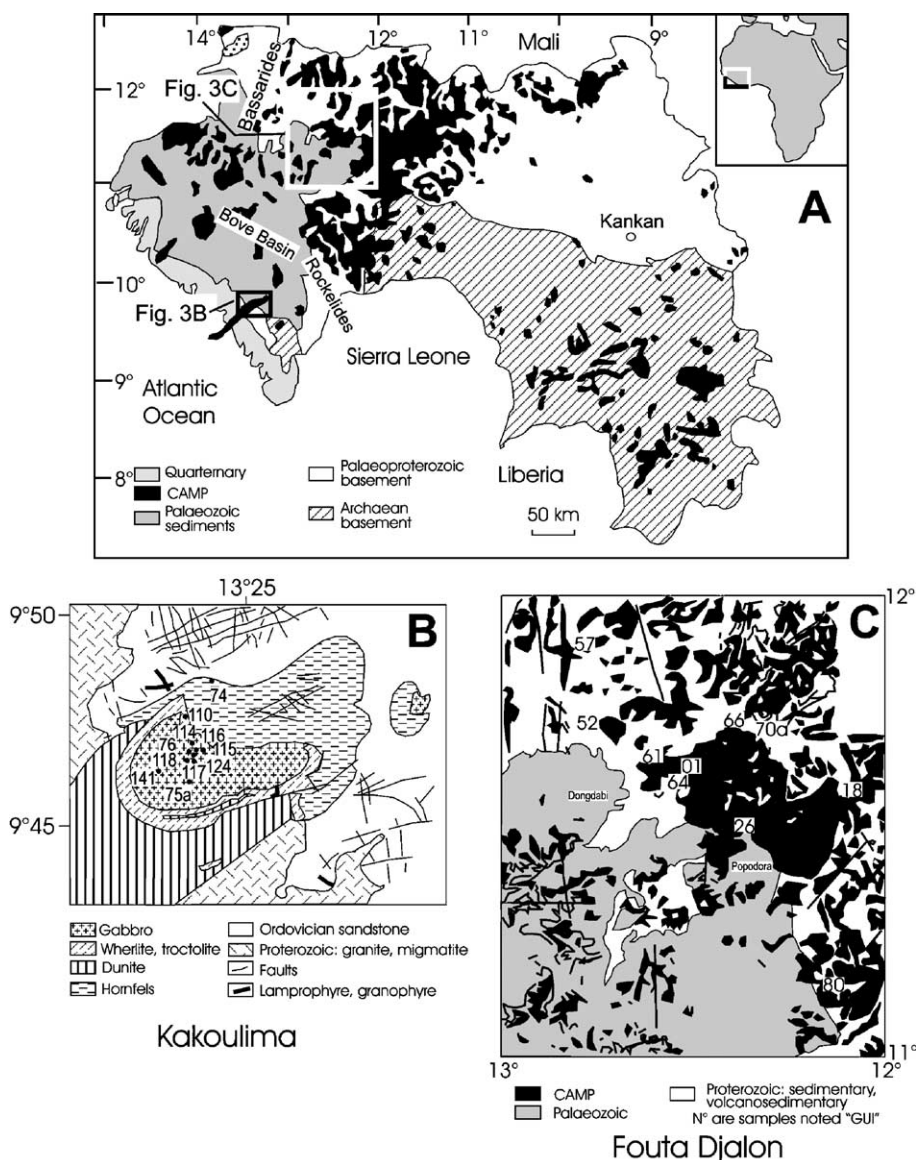 14°
12°
11°
Mali
9°
12°
Fig. 3C
Bassarides
A
Kankan
Bove Basin
Rockelides
10°
Fig. 3B
Sierra Leone
9°
Atlantic
Ocean
8°
Liberia
Quarternary
CAMP
Palaeozoic
sediments
Palaeoproterozoic
basement
Archaean
basement
50 km
13°25
9°50
B
74
110
114
116
76
115
118
124
141
117
75a
9°45
Gabbro
Wherlite, troctolite
Dunite
Hornfels
Ordovician sandstone
Proterozoic: granite, migmatite
Faults
Lamprophyre, granophyre
Kakoulima
12°
C
57
52
66
70a
61
01
64
18
Dongdabi
26
Popodora
80
11°
13°
12°
CAMP
Palaeozoic
Proterozoic: sedimentary,
volcanosedimentary
N° are samples noted "GUI"
Fouta Djalon